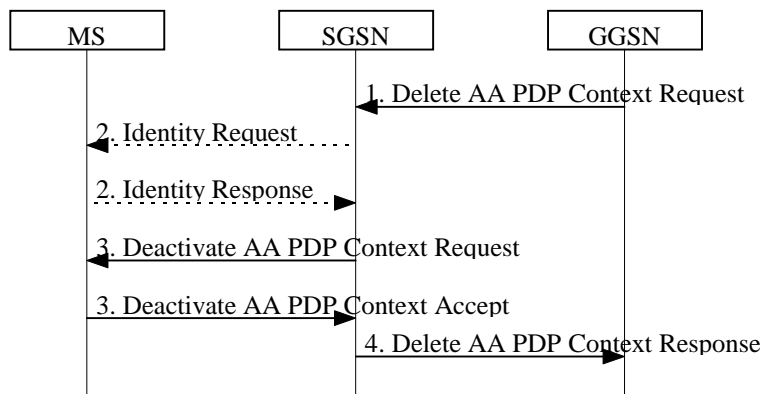 MS SGSN GGSN
1. Delete AA PDP Context Request
2. Identity Request
2. Identity Response
3. Deactivate AA PDP Context Request
3. Deactivate AA PDP Context Accept
4. Delete AA PDP Context Response